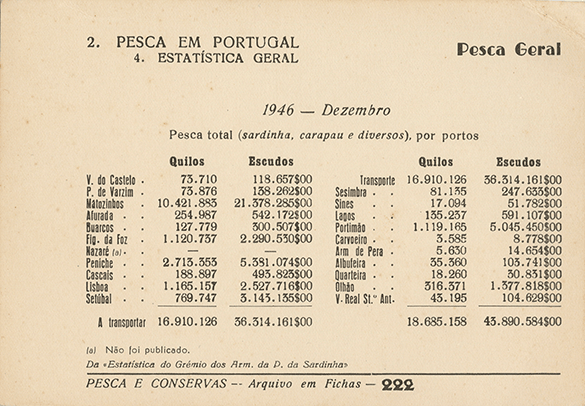 2. PESCA EM PORTUGAL
4. ESTATÍSTICA GERAL
Pesca Geral
1946 — Dezembro
Pesca total (sardinha, carapau e diversos), por portos
Quilos Escudos Quilos Escudos
V. do Castelo . 73.710 118.657$00 Transporte 16.910.126 36.314.161$00
P. de Varzim . 73.876 138.262$00 Sesimbra . . 81.135 247.633$00
Matozinhos . 10.421.883 21.378.285$00 Sines . . 17.094 51.782$00
Afurada . . 254.987 542.172$00 Lagos . . 135.237 591.107$00
Buarcos . . 127.779 300.507$00 Portimão . . 1.119.165 5.045.450$00
Fig. da Foz . 1.120.737 2.290.530$00 Carvoeiro . . 3.585 8.778$00
Nazaré (a) . . — — Arm de Pera . 5.630 14.654$00
Peniche . . 2.713.353 5.381.074$00 Albufeira . . 35.360 103.741$00
Cascais . . 188.897 493.823$00 Quarteira . . 18.260 30.831$00
Lisboa . . 1.165.157 2.527.716$00 Olhão . . 316.371 1.377.818$00
Setúbal . . 769.747 3.143.135$00 V. Real St.º Ant. 43.195 104.629$00
A transportar 16.910.126 36.314.161$00 18.685.158 43.890.584$00
(a) Não foi publicado.
Da «Estatística do Grémio dos Arm. da P. da Sardinha»
PESCA E CONSERVAS -- Arquivo em Fichas — 222